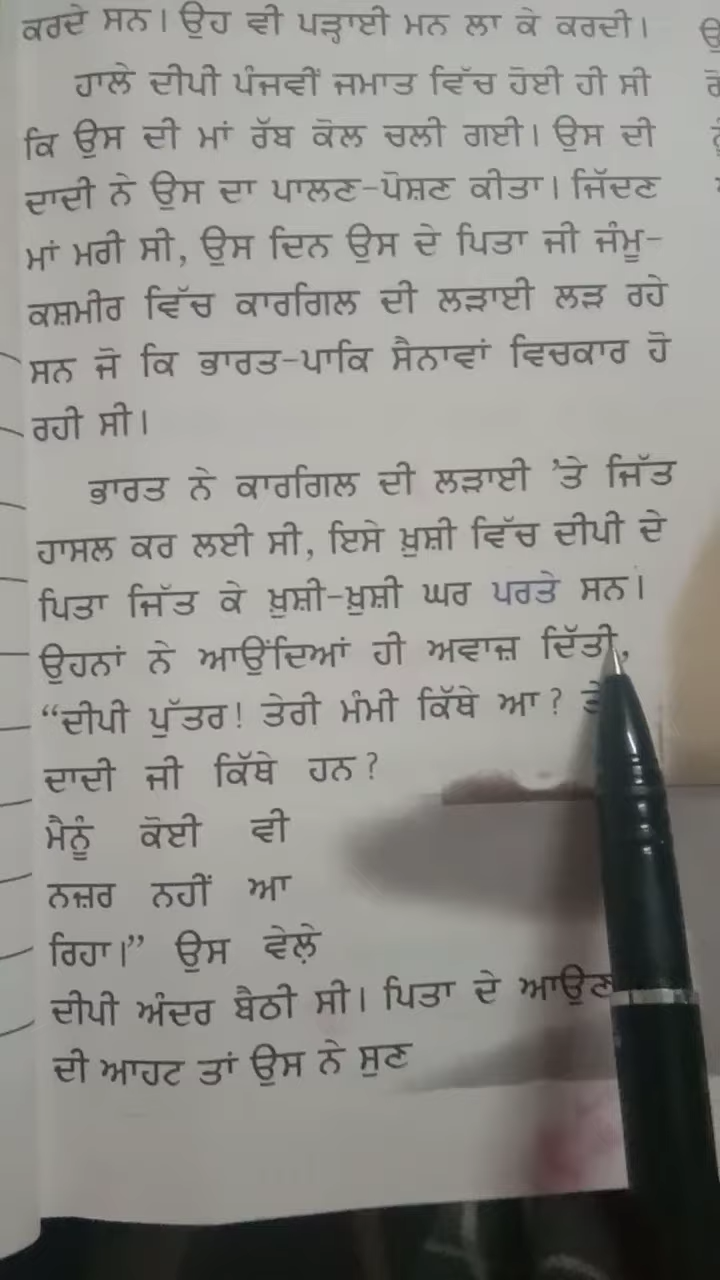 ਕਰਦੇ ਸਨ। ਉਹ ਵੀ ਪੜ੍ਹਾਈ ਮਨ ਲਾ ਕੇ ਕਰਦੀ।
ਹਾਲੇ ਦੀਪੀ ਪੰਜਵੀਂ ਜਮਾਤ ਵਿੱਚ ਹੋਈ ਹੀ ਸੀ
ਕਿ ਉਸ ਦੀ ਮਾਂ ਰੱਬ ਕੋਲ ਚਲੀ ਗਈ। ਉਸ ਦੀ
ਦਾਦੀ ਨੇ ਉਸ ਦਾ ਪਾਲਣ-ਪੋਸ਼ਣ ਕੀਤਾ। ਜਿੱਦਣ
ਮਾਂ ਮਰੀ ਸੀ, ਉਸ ਦਿਨ ਉਸ ਦੇ ਪਿਤਾ ਜੀ ਜੰਮੂ-
ਕਸ਼ਮੀਰ ਵਿੱਚ ਕਾਰਗਿਲ ਦੀ ਲੜਾਈ ਲੜ ਰਹੇ
ਸਨ ਜੋ ਕਿ ਭਾਰਤ-ਪਾਕਿ ਸੈਨਾਵਾਂ ਵਿਚਕਾਰ ਹੋ
ਰਹੀ ਸੀ।
ਭਾਰਤ ਨੇ ਕਾਰਗਿਲ ਦੀ ਲੜਾਈ 'ਤੇ ਜਿੱਤ
ਹਾਸਲ ਕਰ ਲਈ ਸੀ, ਇਸੇ ਖ਼ੁਸ਼ੀ ਵਿੱਚ ਦੀਪੀ ਦੇ
ਪਿਤਾ ਜਿੱਤ ਕੇ ਖ਼ੁਸ਼ੀ-ਖ਼ੁਸ਼ੀ ਘਰ ਪਰਤੇ ਸਨ।
ਉਹਨਾਂ ਨੇ ਆਉਂਦਿਆਂ ਹੀ ਅਵਾਜ਼ ਦਿੱਤੀ,
“ਦੀਪੀ ਪੁੱਤਰ! ਤੇਰੀ ਮੰਮੀ ਕਿੱਥੇ ਆ?
ਦਾਦੀ ਜੀ ਕਿੱਥੇ ਹਨ?
ਮੈਨੂੰ ਕੋਈ ਵੀ
ਨਜ਼ਰ ਨਹੀਂ ਆ
ਰਿਹਾ।” ਉਸ ਵੇਲ਼ੇ
ਦੀਪੀ ਅੰਦਰ ਬੈਠੀ ਸੀ। ਪਿਤਾ ਦੇ ਆਉਣ
ਦੀ ਆਹਟ ਤਾਂ ਉਸ ਨੇ ਸੁਣ